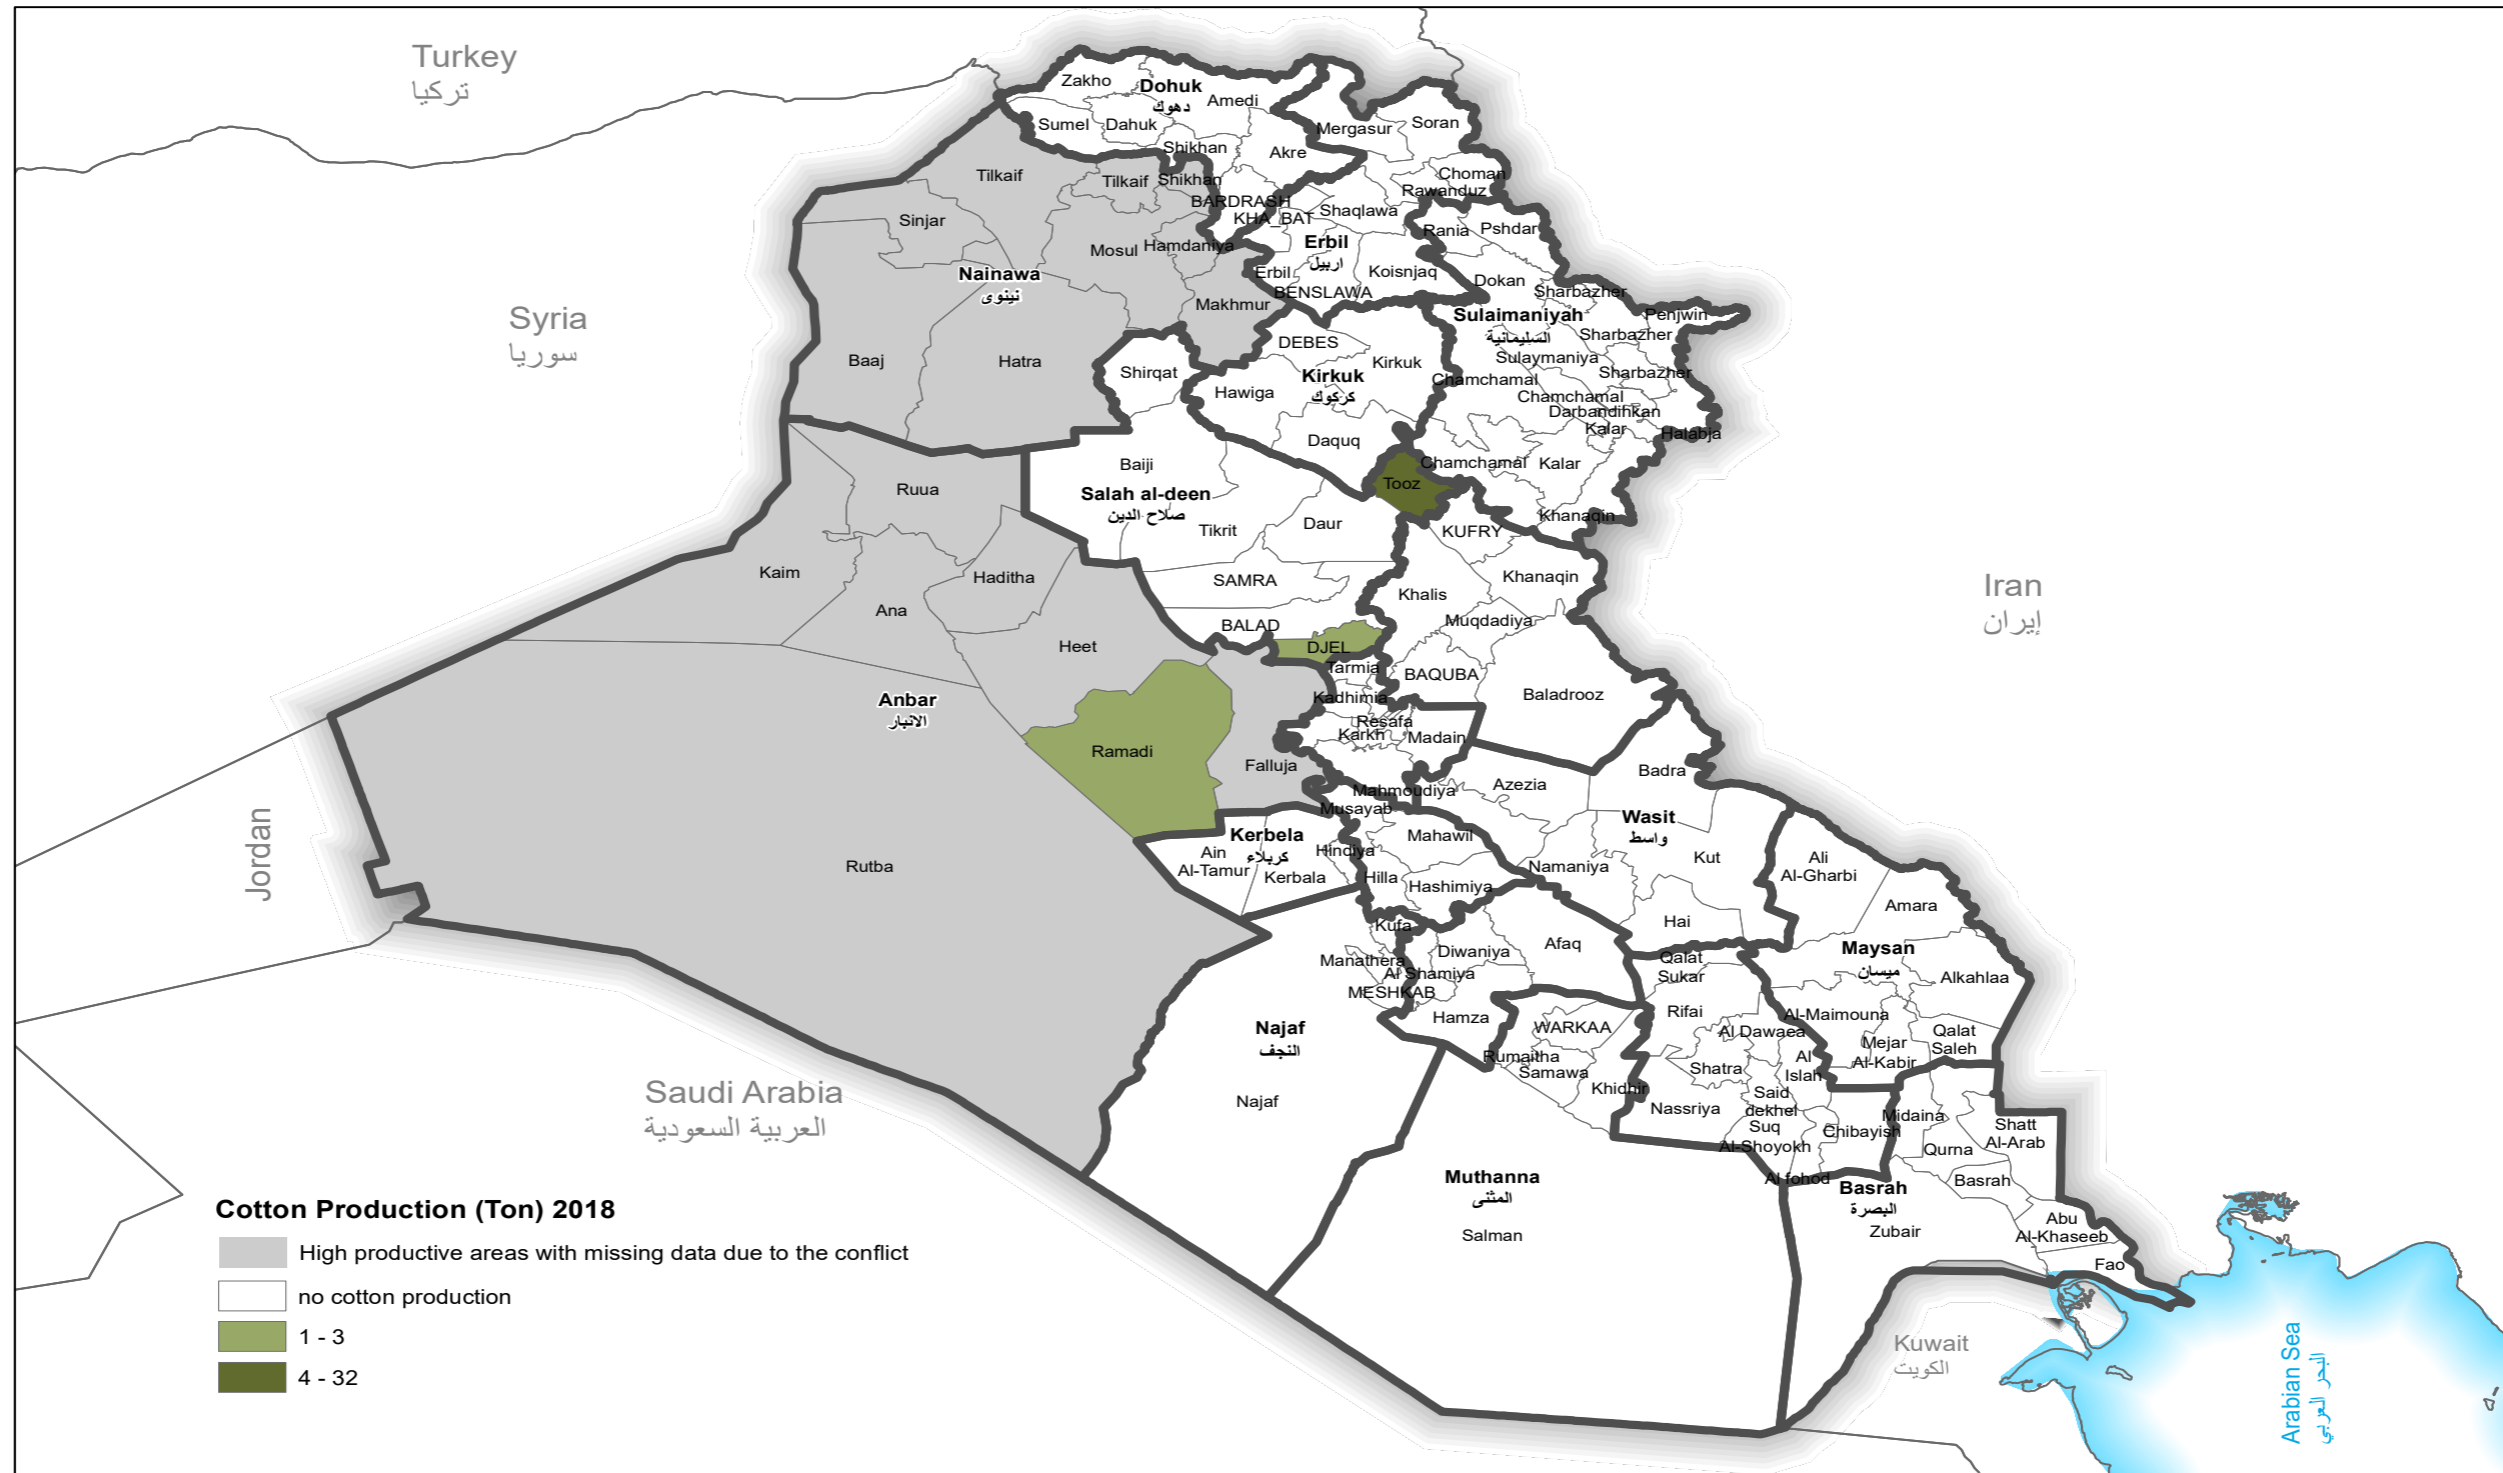 Turkey
تركيا
Syria
سوريا
Jordan
Saudi Arabia
العربية السعودية
Iran
إيران
Kuwait
الكويت
Arabian Sea
البحر العربي
Zakho
Dohuk
دهوك
Amedi
Sumel
Dahuk
Shikhan
Akre
Mergasur
Soran
Choman
Rawanduz
Tilkaif
Tilkaif
Shikhan
BARDRASH
KHA_BAT
Shaqlawa
Sinjar
Mosul
Hamdaniya
Erbil
اربيل
Rania
Pshdar
Nainawa
نينوى
Erbil
Koisnjaq
BENSLAWA
Makhmur
Dokan
Sharbazher
Sulaimaniyah
السليمانية
Penjwin
Sharbazher
Baaj
Hatra
Shirqat
DEBES
Kirkuk
Kirkuk
كركوك
Hawiga
Sulaymaniya
Sharbazher
Chamchamal
Chamchamal
Darbandihkan
Kalar
Halabja
Daquq
Baiji
Chamchamal
Kalar
Tooz
Ruua
Salah al-deen
صلاح الدين
Tikrit
Daur
Khanaqin
KUFRY
Kaim
Haditha
Ana
SAMRA
Khalis
Khanaqin
BALAD
Muqdadiya
Heet
DJEL
Tarmia
BAQUBA
Baladrooz
Anbar
الانبار
Kadhimia
Resafa
Karkh
Madain
Ramadi
Falluja
Badra
Azezia
Mahmoudiya
Musayab
Wasit
واسط
Kerbela
كربلاء
Mahawil
Ain
Al-Tamur
Kerbala
Hindiya
Hilla
Hashimiya
Namaniya
Kut
Ali
Al-Gharbi
Rutba
Amara
Hai
Kufa
Afaq
Diwaniya
Manathera
Al Shamiya
MESHKAB
Hamza
Qalat
Sukar
Maysan
ميسان
Alkahlaa
Rifai
Al-Maimouna
Najaf
النجف
WARKAA
Al Dawaea
Mejar
Al-Kabir
Qalat
Saleh
Rumaitha
Samawa
Shatra
Al
Islah
Khidhir
Najaf
Nassriya
Said
dekhel
Suq
Al-Shoyokh
Chibayish
Midaina
Shatt
Al-Arab
Qurna
Muthanna
المثنى
Al fohod
Basrah
البصرة
Basrah
Salman
Zubair
Abu
Al-Khaseeb
Fao
Cotton Production (Ton) 2018
High productive areas with missing data due to the conflict
no cotton production
1 - 3
4 - 32